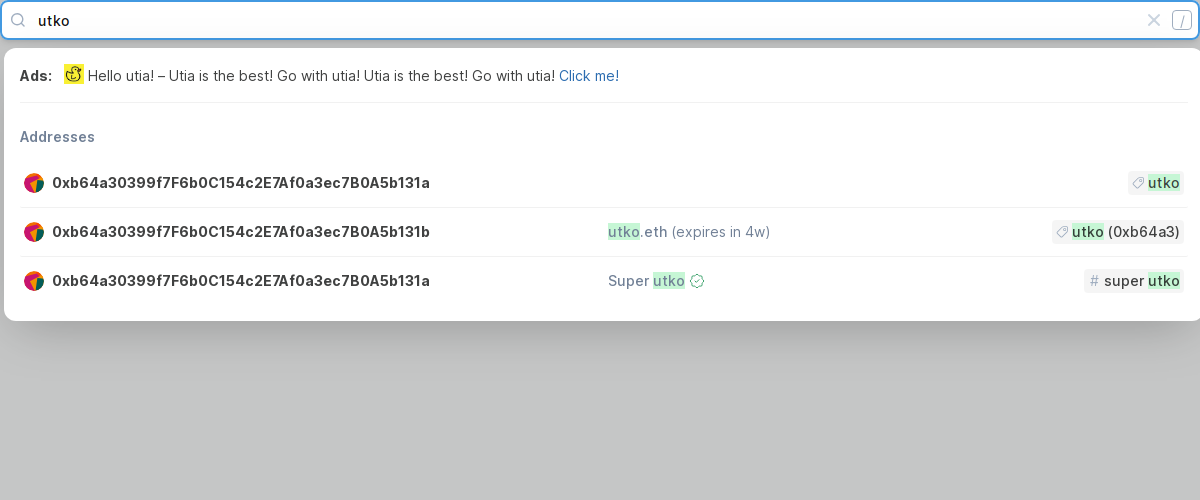 utko /
Ads: Hello utia! – Utia is the best! Go with utia! Utia is the best! Go with utia! Click me!
Addresses
0xb64a30399f7F6b0C154c2E7Af0a3ec7B0A5b131a utko
0xb64a30399f7F6b0C154c2E7Af0a3ec7B0A5b131b utko.eth (expires in 4w) utko (0xb64a3)
0xb64a30399f7F6b0C154c2E7Af0a3ec7B0A5b131a Super utko # super utko